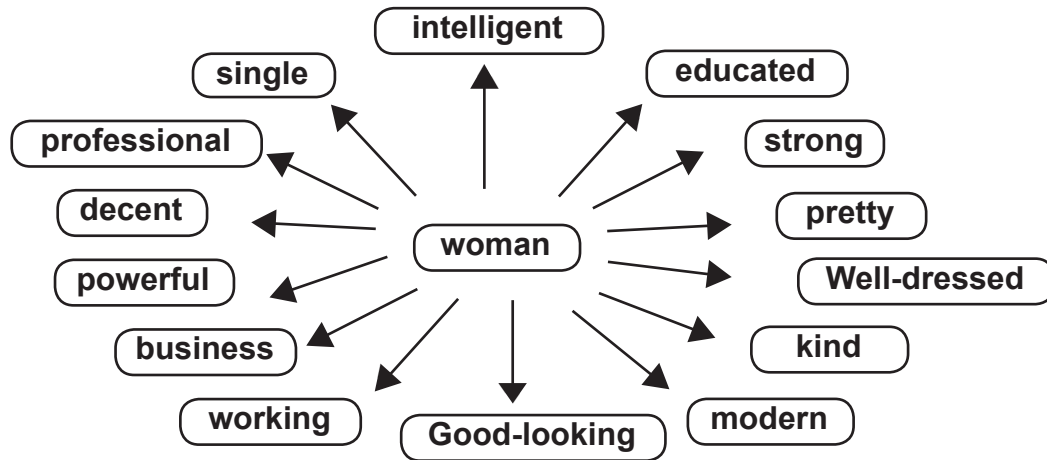 intelligent
single
educated
professional
strong
decent
pretty
woman
powerful
Well-dressed
business
kind
working
Good-looking
modern